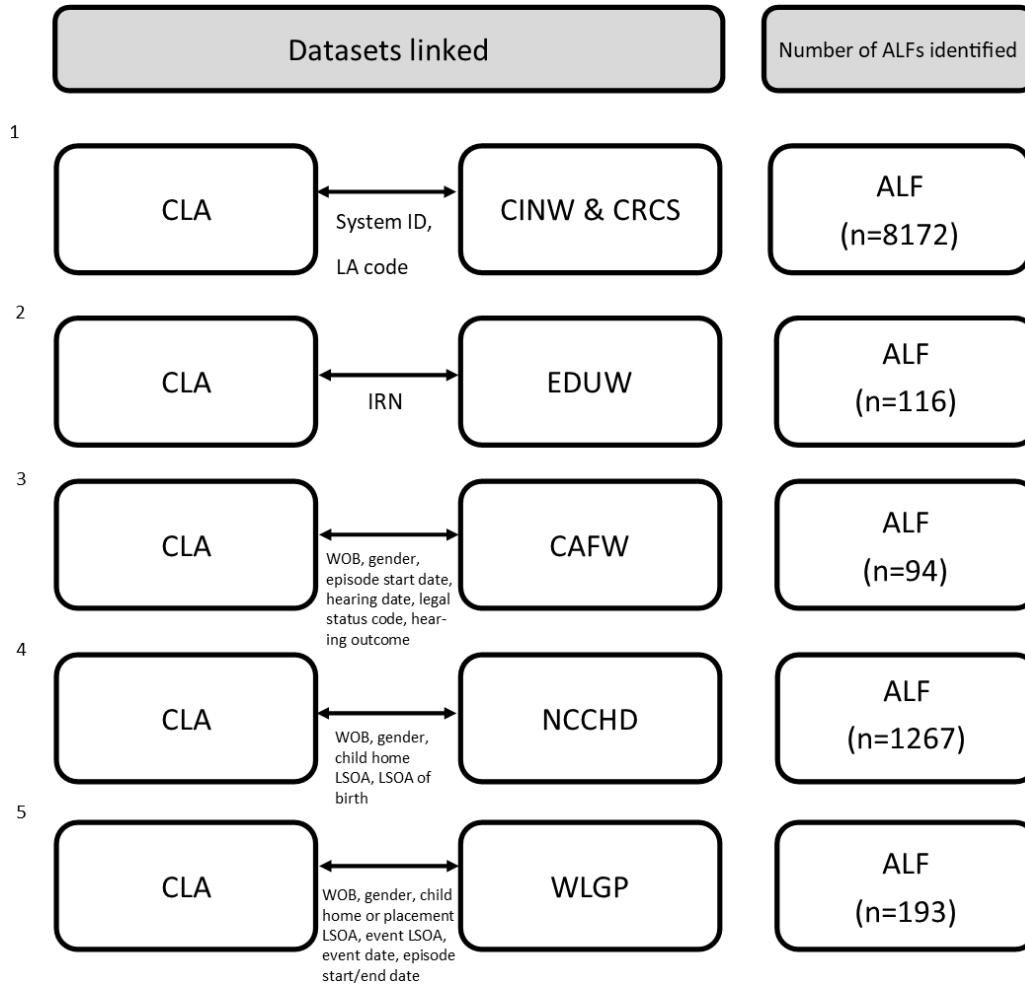 Datasets linked
Number of ALFs identified
1
CLA
System ID,
LA code
CINW & CRCS
ALF
(n=8172)
2
CLA
IRN
EDUW
ALF
(n=116)
3
CLA
WOB, gender,
episode start date,
hearing date, legal
status code, hear-
ing outcome
CAFW
ALF
(n=94)
4
CLA
WOB, gender,
child home
LSOA, LSOA of
birth
NCCHD
ALF
(n=1267)
5
CLA
WOB, gender, child
home or placement
LSOA, event LSOA,
event date, episode
start/end date
WLGP
ALF
(n=193)